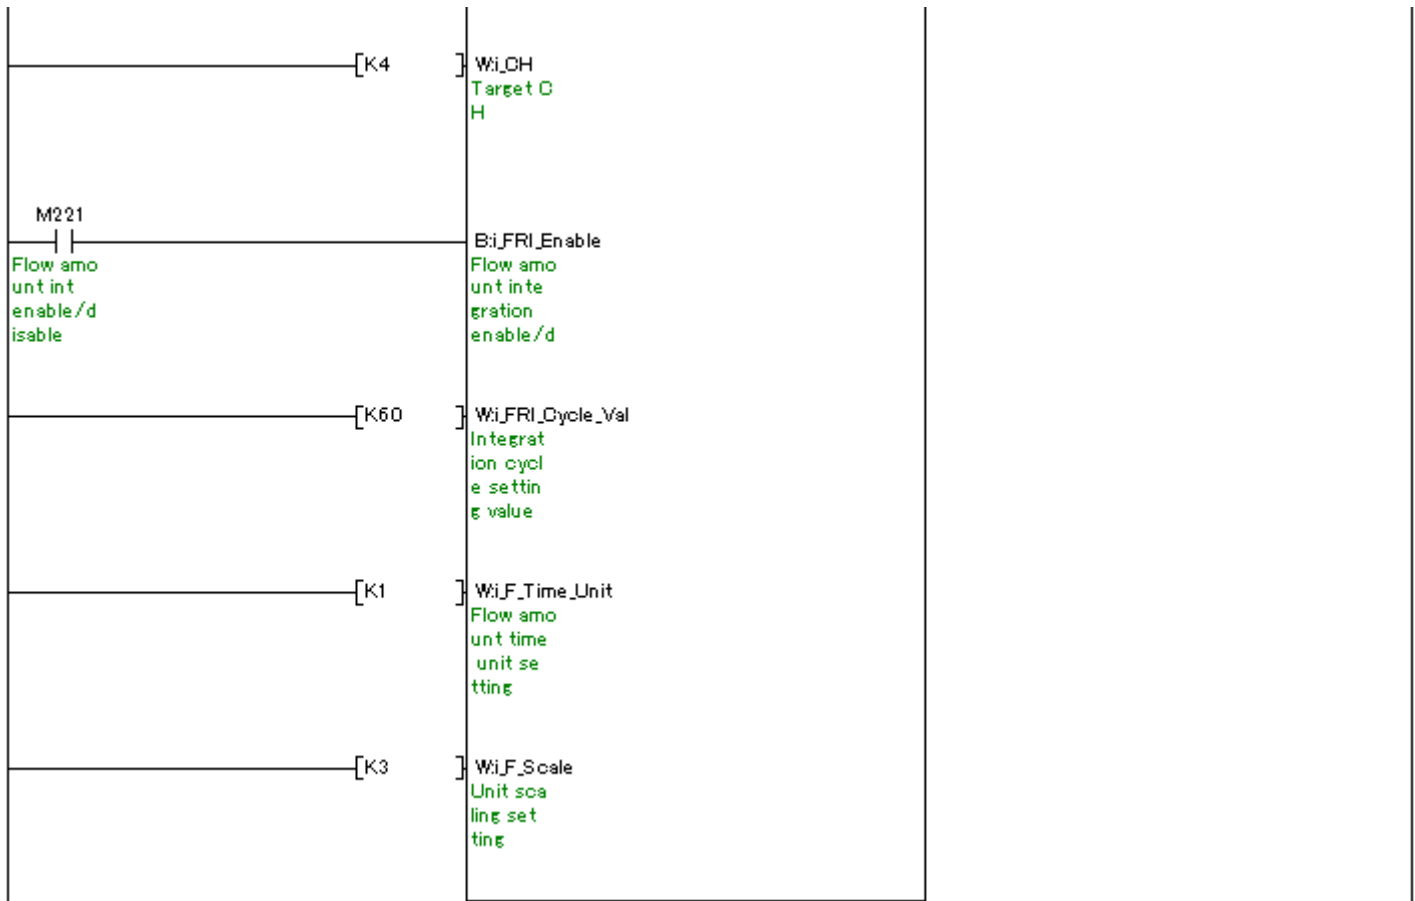 [K4 ] W:i_CH
Target C
H
M221
B:i_FRI_Enable
Flow amo
unt int
enable/d
isable
Flow amo
unt inte
gration
enable/d
[K60 ] W:i_FRI_Cycle_Val
Integrat
ion cycl
e settin
g value
[K1 ] W:i_F_Time_Unit
Flow amo
unt time
unit se
tting
[K3 ] W:i_F_Scale
Unit sca
ling set
ting